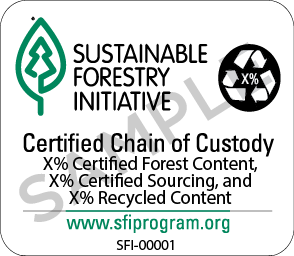 SUSTAINABLE
FORESTRY
INITIATIVE
X%
SAMPLE
Certified Chain of Custody
X% Certified Forest Content,
X% Certified Sourcing, and
X% Recycled Content
www.sfiprogram.org
SFI-00001